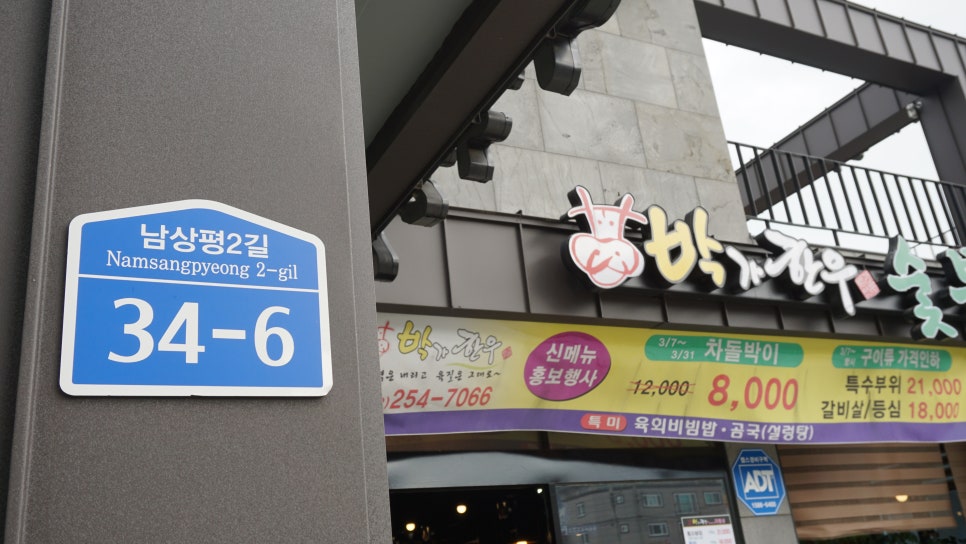 남상평2길
Namsangpyeong 2-gil
34-6
박가한우
숯
박가한우
254-7066
신메뉴
홍보행사
3/7~
3/31
차돌박이
12,000
8,000
구이류 가격인하
특수부위 21,000
갈비살/등심 18,000
특미 육회비빔밥·곰국(설렁탕)
ADT